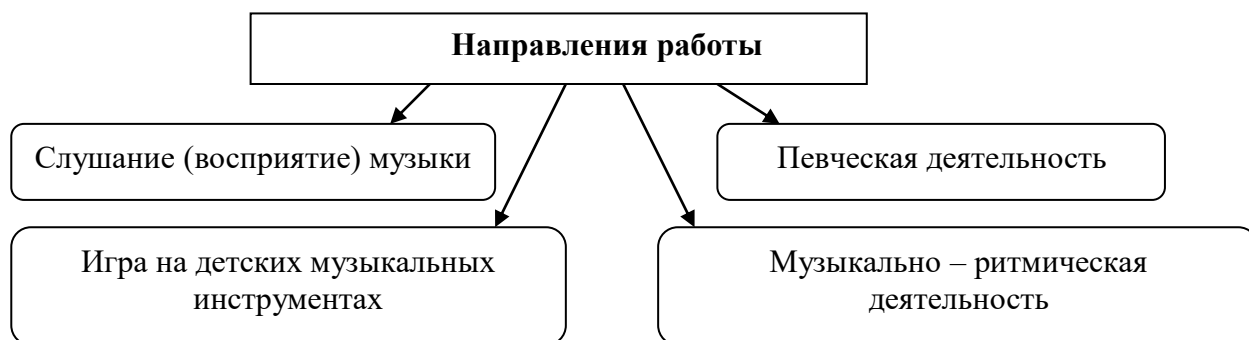 Направления работы
Слушание (восприятие) музыки
Певческая деятельность
Игра на детских музыкальных
инструментах
Музыкально – ритмическая
деятельность